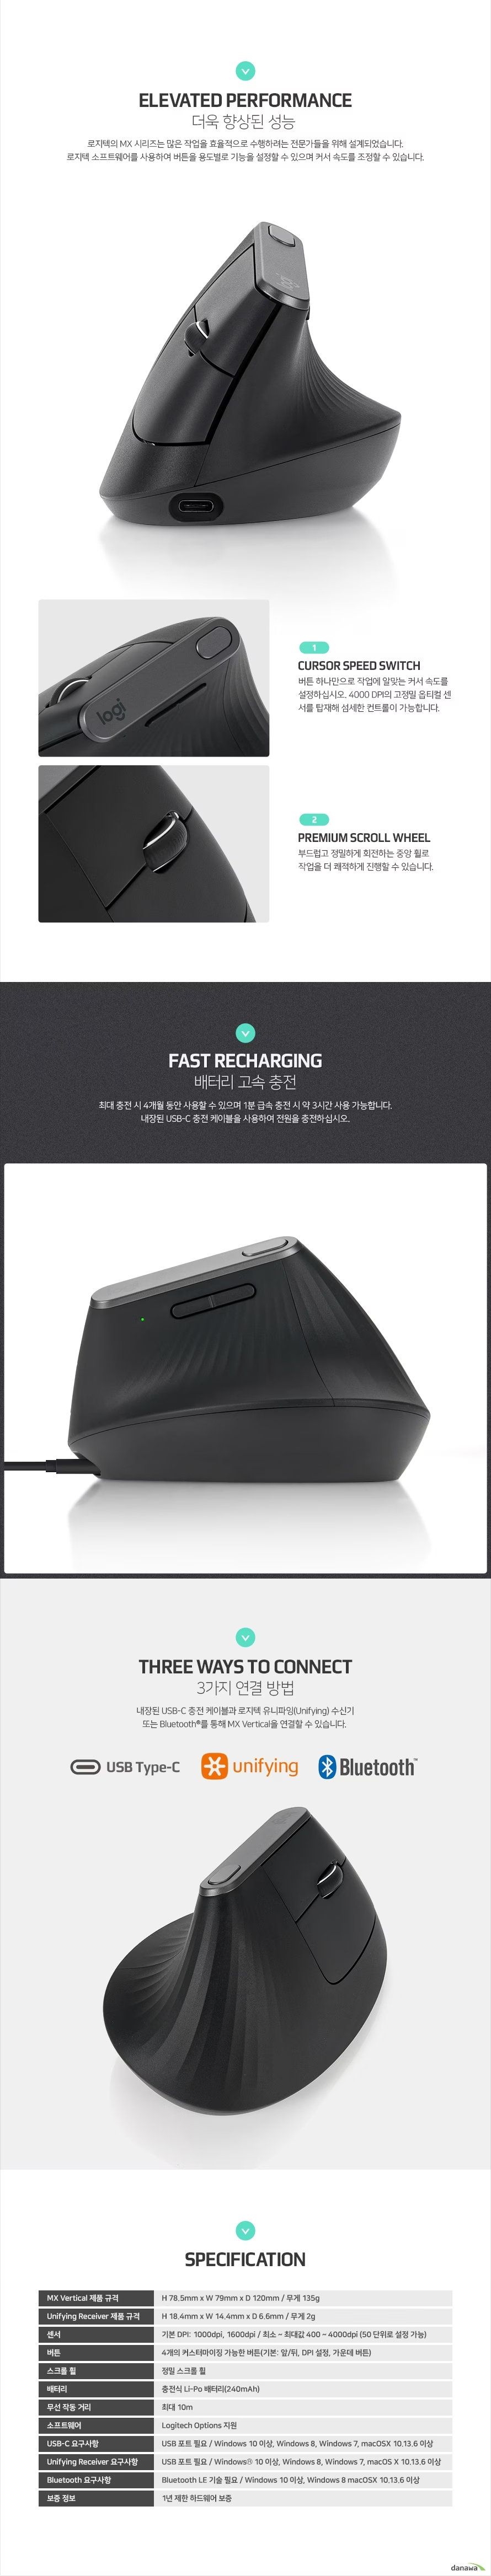 ELEVATED PERFORMANCE
더욱 향상된 성능
로지텍의 MX 시리즈는 많은 작업을 효율적으로 수행하려는 전문가들을 위해 설계되었습니다.
로지텍 소프트웨어를 사용하여 버튼을 용도별로 기능을 설정할 수 있으며 커서 속도를 조정할 수 있습니다.
logi
1
CURSOR SPEED SWITCH
버튼 하나만으로 작업에 알맞는 커서 속도를
설정하십시오. 4000 DPI의 고정밀 옵티컬 센
서를 탑재해 섬세한 컨트롤이 가능합니다.
2
PREMIUM SCROLL WHEEL
부드럽고 정밀하게 회전하는 중앙 휠로
작업을 더 쾌적하게 진행할 수 있습니다.
FAST RECHARGING
배터리 고속 충전
최대 충전 시 4개월 동안 사용할 수 있으며 1분 급속 충전 시 약 3시간 사용 가능합니다.
내장된 USB-C 충전 케이블을 사용하여 전원을 충전하십시오.
THREE WAYS TO CONNECT
3가지 연결 방법
내장된 USB-C 충전 케이블과 로지텍 유니파잉(Unifying) 수신기
또는 Bluetooth®를 통해 MX Vertical을 연결할 수 있습니다.
USB Type-C unifying Bluetooth™
SPECIFICATION
MX Vertical 제품 규격 H 78.5mm x W 79mm x D 120mm / 무게 135g
Unifying Receiver 제품 규격 H 18.4mm x W 14.4mm x D 6.6mm / 무게 2g
센서 기본 DPI: 1000dpi, 1600dpi / 최소 ~ 최대값 400 ~ 4000dpi (50 단위로 설정 가능)
버튼 4개의 커스터마이징 가능한 버튼(기본: 앞/뒤, DPI 설정, 가운데 버튼)
스크롤 휠 정밀 스크롤 휠
배터리 충전식 Li-Po 배터리(240mAh)
무선 작동 거리 최대 10m
소프트웨어 Logitech Options 지원
USB-C 요구사항 USB 포트 필요 / Windows 10 이상, Windows 8, Windows 7, macOSX 10.13.6 이상
Unifying Receiver 요구사항 USB 포트 필요 / Windows® 10 이상, Windows 8, Windows 7, macOS X 10.13.6 이상
Bluetooth 요구사항 Bluetooth LE 기술 필요 / Windows 10 이상, Windows 8 macOSX 10.13.6 이상
보증 정보 1년 제한 하드웨어 보증
danawa